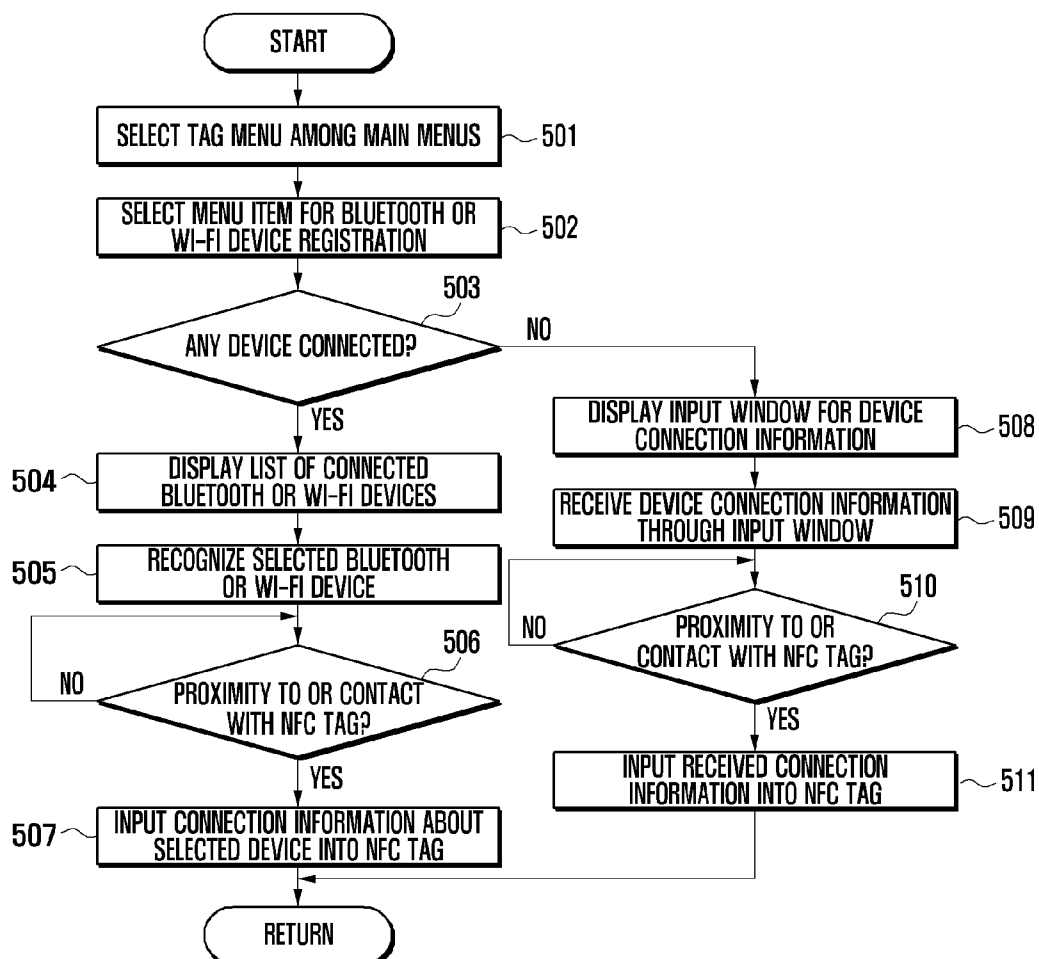 START
SELECT TAG MENU AMONG MAIN MENUS
501
SELECT MENU ITEM FOR BLUETOOTH OR
WI-FI DEVICE REGISTRATION
502
503
ANY DEVICE CONNECTED?
NO
YES
504
DISPLAY LIST OF CONNECTED
BLUETOOTH OR WI-FI DEVICES
505
RECOGNIZE SELECTED BLUETOOTH
OR WI-FI DEVICE
506
PROXIMITY TO OR CONTACT
WITH NFC TAG?
NO
YES
507
INPUT CONNECTION INFORMATION ABOUT
SELECTED DEVICE INTO NFC TAG
DISPLAY INPUT WINDOW FOR DEVICE
CONNECTION INFORMATION
508
RECEIVE DEVICE CONNECTION INFORMATION
THROUGH INPUT WINDOW
509
510
PROXIMITY TO OR
CONTACT WITH NFC TAG?
NO
YES
INPUT RECEIVED CONNECTION
INFORMATION INTO NFC TAG
511
RETURN